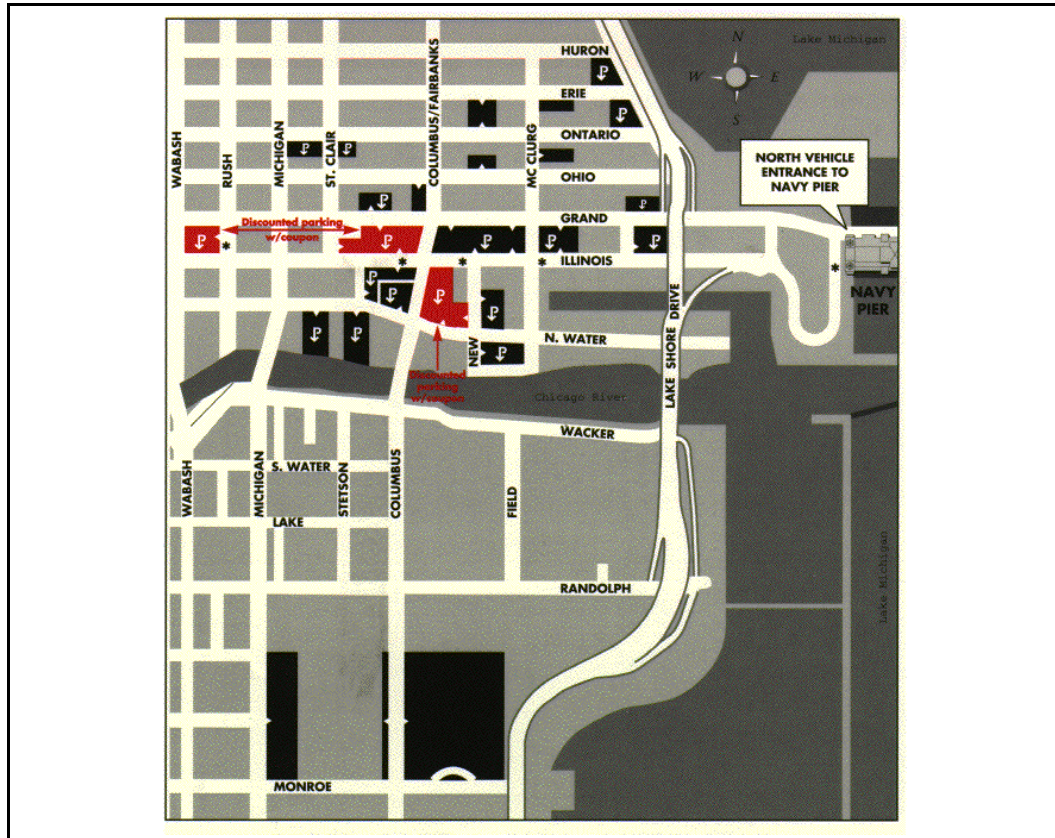 HURON
Lake Michigan
N
W
E
S
ERIE
ONTARIO
OHIO
GRAND
ILLINOIS
WABASH
RUSH
MICHIGAN
ST. CLAIR
COLUMBUS/FAIRBANKS
MC CLURG
NORTH VEHICLE
ENTRANCE TO
NAVY PIER
P
P
P
P
P
P
P
Discounted parking
w/coupon
P
P
P
P
P
*
*
*
*
*
P
P
P
P
P
P
P
NAVY
PIER
N. WATER
NEW
LAKE SHORE DRIVE
Discounted
parking
w/coupon
Chicago River
WACKER
S. WATER
WABASH
MICHIGAN
STETSON
COLUMBUS
FIELD
LAKE
RANDOLPH
Lake Michigan
MONROE